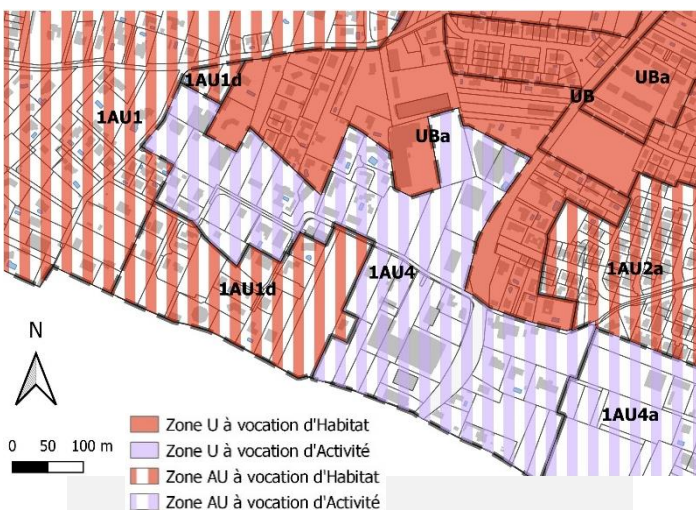 1AU1d
1AU1
UBa
UB
UBa
1AU2a
1AU4
1AU1d
1AU4a
N
0 50 100 m
Zone U à vocation d'Habitat
Zone U à vocation d'Activité
Zone AU à vocation d'Habitat
Zone AU à vocation d'Activité